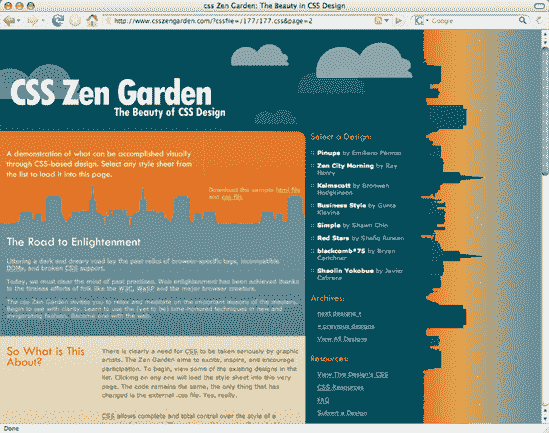 css Zen Garden: The Beauty in CSS Design
http://www.csszengarden.com/?cssfile=/177/177.css&page=2
Google
CSS Zen Garden
The Beauty of CSS Design
A demonstration of what can be accomplished visually
through CSS-based design. Select any style sheet from
the list to load it into this page.
Download the sample html file
and css file
The Road to Enlightenment
Littering a dark and dreary road lay the past relics of browser-specific tags, incompatible
DOMs, and broken CSS support.
Today, we must clear the mind of past practices. Web enlightenment has been achieved thanks
to the tireless efforts of folk like the W3C, WaSP and the major browser creators.
The css Zen Garden invites you to relax and meditate on the important lessons of the masters.
Begin to see with clarity. Learn to use the (yet to be) time-honored techniques in new and
invigorating fashion. Become one with the web.
So What is This
About?
There is clearly a need for CSS to be taken seriously by graphic
artists. The Zen Garden aims to excite, inspire, and encourage
participation. To begin, view some of the existing designs in the
list. Clicking on any one will load the style sheet into this very
page. The code remains the same, the only thing that has
changed is the external .css file. Yes, really.
CSS allows complete and total control over the style of a
Select a Design:
Pinups by Emiliano
Zen City Morning by Ray
Henry
Kelmscott by Bronwen
Hodgkinson
Business Style by
Simple by Shawn Chin
Red Stars by Shafiq
blackcomb*75 by Bryan
Carichner
Shaolin Yokobue by Javier
Cabrera
Archives:
next designs »
« previous designs
View All Designs
Resources:
View This Design's CSS
CSS Resources
FAQ
Submit a Design
Done